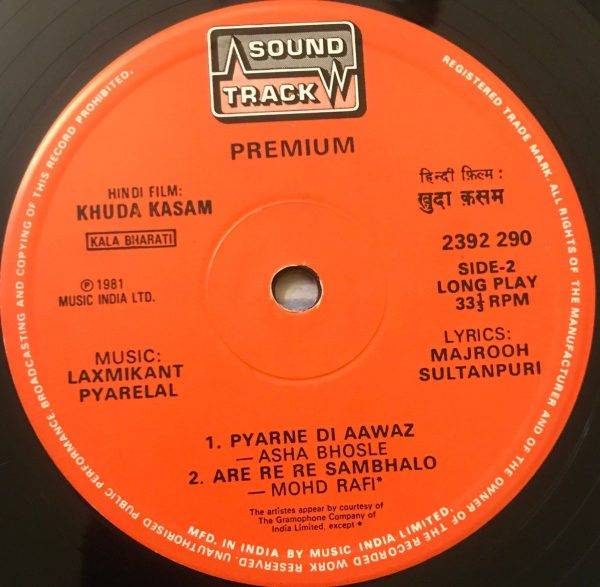 SOUND
TRACK
PREMIUM
HINDI FILM:
KHUDA KASAM
KALA BHARATI
℗ 1981
MUSIC INDIA LTD.
हिन्दी फ़िल्म :
ख़ुदा क़सम
2392 290
SIDE-2
LONG PLAY
33⅓ RPM
MUSIC:
LAXMIKANT
PYARELAL
LYRICS:
MAJROOH
SULTANPURI
1. PYARNE DI AAWAZ
— ASHA BHOSLE
2. ARE RE RE SAMBHALO
— MOHD RAFI*
The artistes appear by courtesy of
The Gramophone Company of
India Limited, except *
MFD. IN INDIA BY MUSIC INDIA LIMITED.
REGISTERED TRADE MARK. ALL RIGHTS OF THE MANUFACTURER AND OF THE OWNER OF THE RECORDED WORK RESERVED. UNAUTHORISED PUBLIC PERFORMANCE, BROADCASTING AND COPYING OF THIS RECORD PROHIBITED.